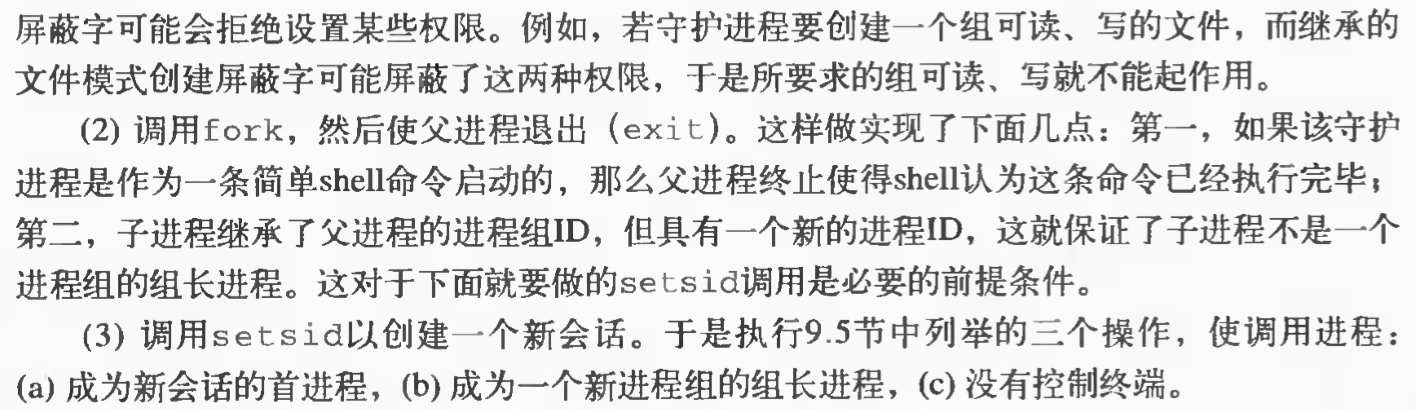 屏蔽字可能会拒绝设置某些权限。例如，若守护进程要创建一个组可读、写的文件，而继承的
文件模式创建屏蔽字可能屏蔽了这两种权限，于是所要求的组可读、写就不能起作用。
(2) 调用fork，然后使父进程退出（exit）。这样做实现了下面几点：第一，如果该守护
进程是作为一条简单shell命令启动的，那么父进程终止使得shell认为这条命令已经执行完毕；
第二，子进程继承了父进程的进程组ID，但具有一个新的进程ID，这就保证了子进程不是一个
进程组的组长进程。这对于下面就要做的setsid调用是必要的前提条件。
(3) 调用setsid以创建一个新会话。于是执行9.5节中列举的三个操作，使调用进程：
(a) 成为新会话的首进程，(b) 成为一个新进程组的组长进程，(c) 没有控制终端。